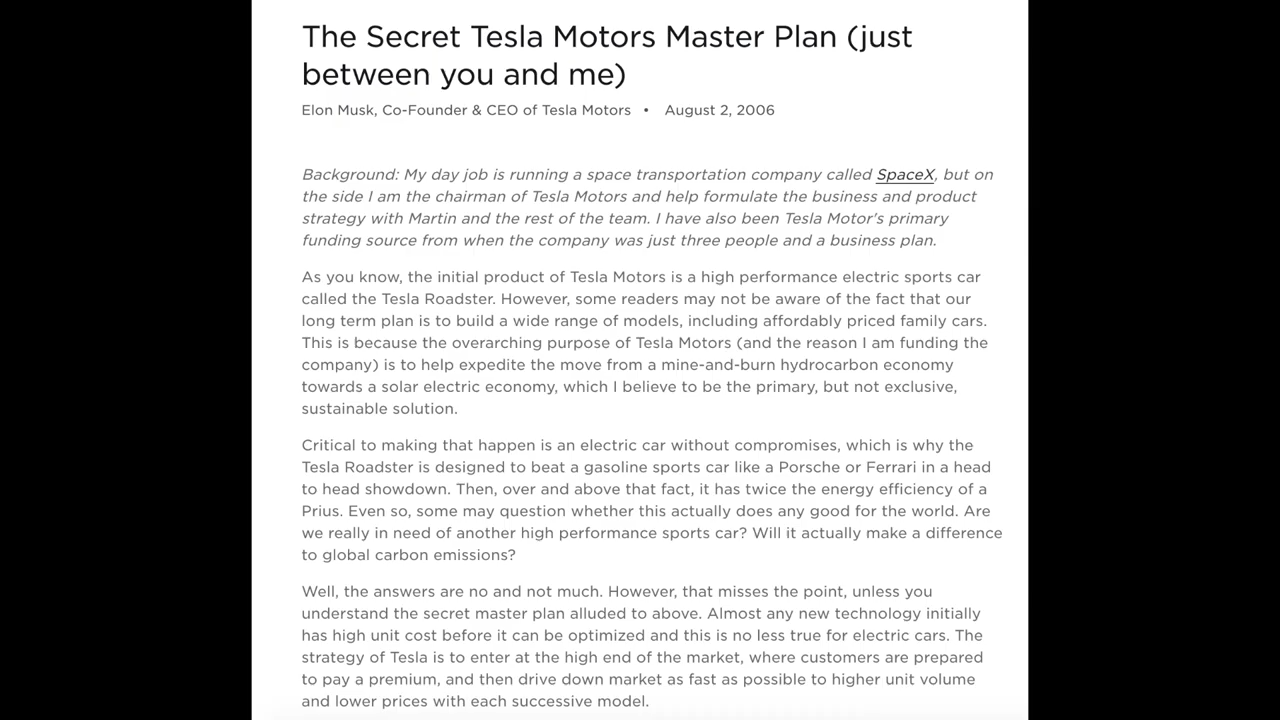 The Secret Tesla Motors Master Plan (just
between you and me)
Elon Musk, Co-Founder & CEO of Tesla Motors • August 2, 2006
Background: My day job is running a space transportation company called SpaceX, but on
the side I am the chairman of Tesla Motors and help formulate the business and product
strategy with Martin and the rest of the team. I have also been Tesla Motor's primary
funding source from when the company was just three people and a business plan.
As you know, the initial product of Tesla Motors is a high performance electric sports car
called the Tesla Roadster. However, some readers may not be aware of the fact that our
long term plan is to build a wide range of models, including affordably priced family cars.
This is because the overarching purpose of Tesla Motors (and the reason I am funding the
company) is to help expedite the move from a mine-and-burn hydrocarbon economy
towards a solar electric economy, which I believe to be the primary, but not exclusive,
sustainable solution.
Critical to making that happen is an electric car without compromises, which is why the
Tesla Roadster is designed to beat a gasoline sports car like a Porsche or Ferrari in a head
to head showdown. Then, over and above that fact, it has twice the energy efficiency of a
Prius. Even so, some may question whether this actually does any good for the world. Are
we really in need of another high performance sports car? Will it actually make a difference
to global carbon emissions?
Well, the answers are no and not much. However, that misses the point, unless you
understand the secret master plan alluded to above. Almost any new technology initially
has high unit cost before it can be optimized and this is no less true for electric cars. The
strategy of Tesla is to enter at the high end of the market, where customers are prepared
to pay a premium, and then drive down market as fast as possible to higher unit volume
and lower prices with each successive model.